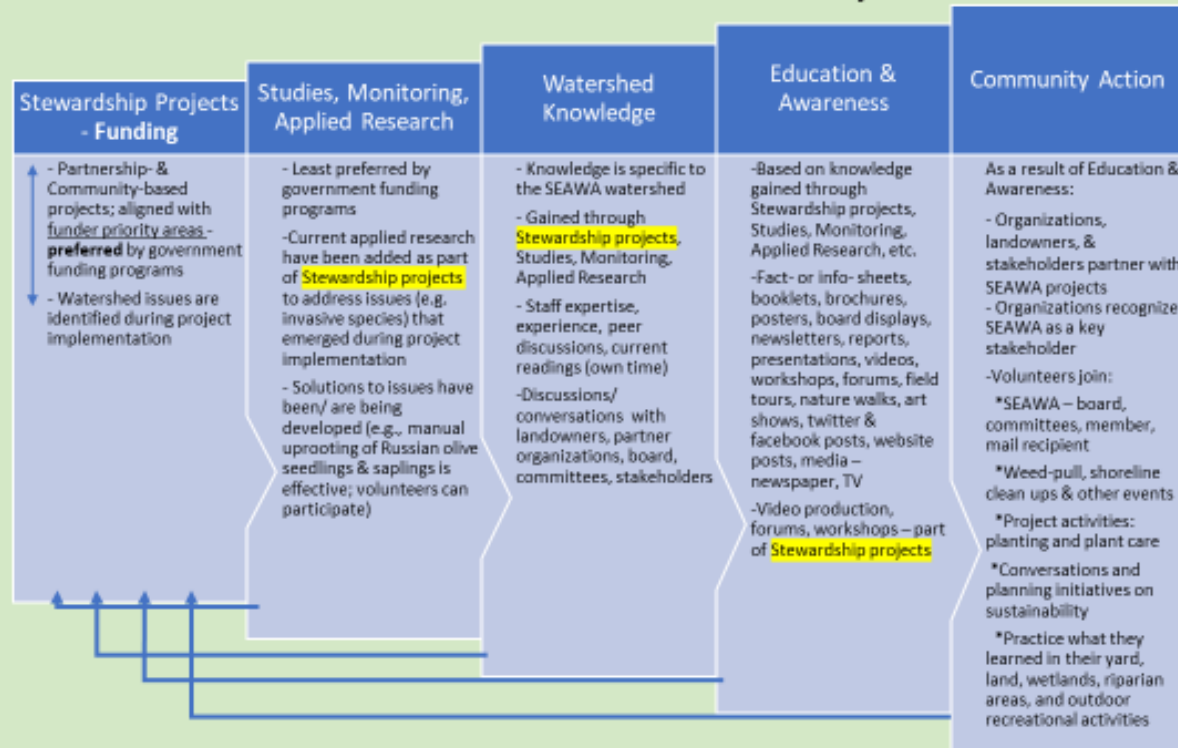 Stewardship Projects
- Funding
- Partnership- &
Community-based
projects; aligned with
funder priority areas -
preferred by government
funding programs
- Watershed issues are
identified during project
implementation
Studies, Monitoring,
Applied Research
- Least preferred by
government funding
programs
-Current applied research
have been added as part
of Stewardship projects
to address issues (e.g.
invasive species) that
emerged during project
implementation
- Solutions to issues have
been/ are being
developed (e.g., manual
uprooting of Russian olive
seedlings & saplings is
effective; volunteers can
participate)
Watershed
Knowledge
- Knowledge is specific to
the SEAWA watershed
- Gained through
Stewardship projects,
Studies, Monitoring,
Applied Research
- Staff expertise,
experience, peer
discussions, current
readings (own time)
-Discussions/
conversations with
landowners, partner
organizations, board,
committees, stakeholders
Education &
Awareness
-Based on knowledge
gained through
Stewardship projects,
Studies, Monitoring,
Applied Research, etc.
-Fact- or info- sheets,
booklets, brochures,
posters, board displays,
newsletters, reports,
presentations, videos,
workshops, forums, field
tours, nature walks, art
shows, twitter &
facebook posts, website
posts, media –
newspaper, TV
-Video production,
forums, workshops – part
of Stewardship projects
Community Action
As a result of Education &
Awareness:
- Organizations,
landowners, &
stakeholders partner with
SEAWA projects
- Organizations recognize
SEAWA as a key
stakeholder
-Volunteers join:
*SEAWA – board,
committees, member,
mail recipient
*Weed-pull, shoreline
clean ups & other events
*Project activities:
planting and plant care
*Conversations and
planning initiatives on
sustainability
*Practice what they
learned in their yard,
land, wetlands, riparian
areas, and outdoor
recreational activities